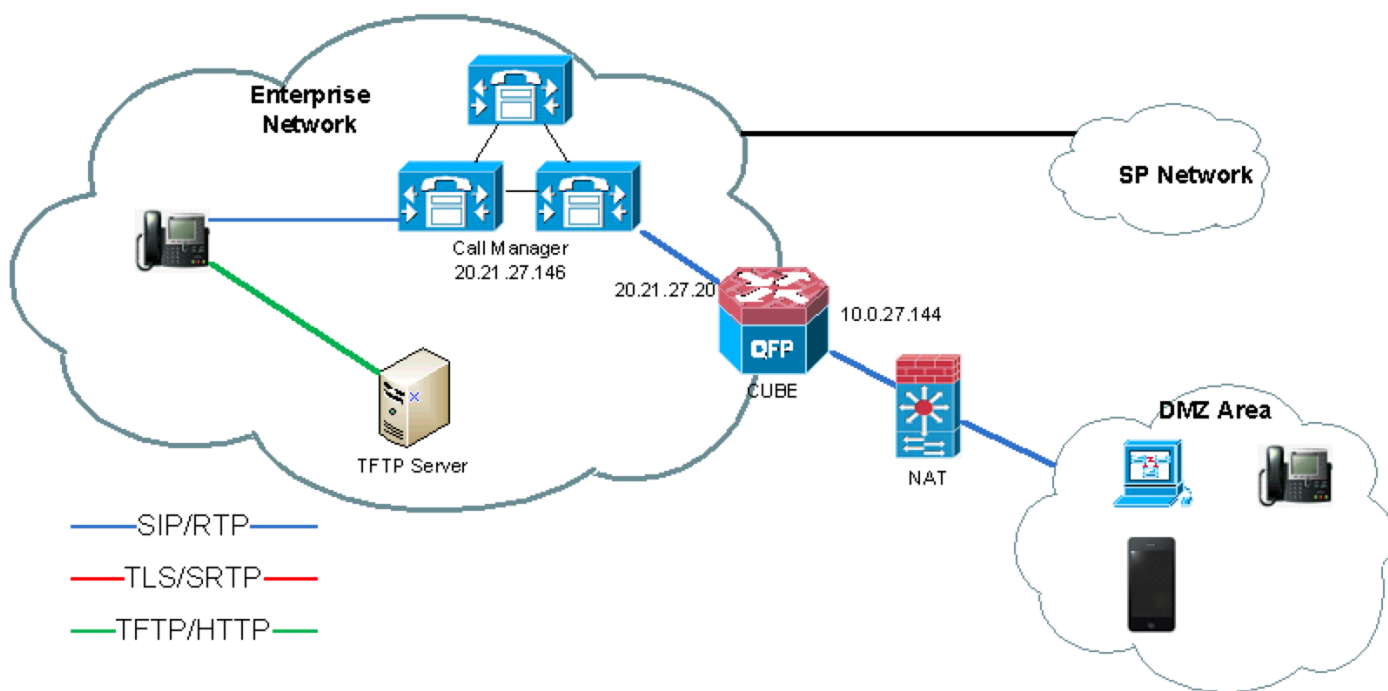 Enterprise
Network
SP Network
Call Manager
20.21.27.146
20.21.27.20
10.0.27.144
QFP
CUBE
TFTP Server
NAT
DMZ Area
SIP/RTP
TLS/SRTP
TFTP/HTTP